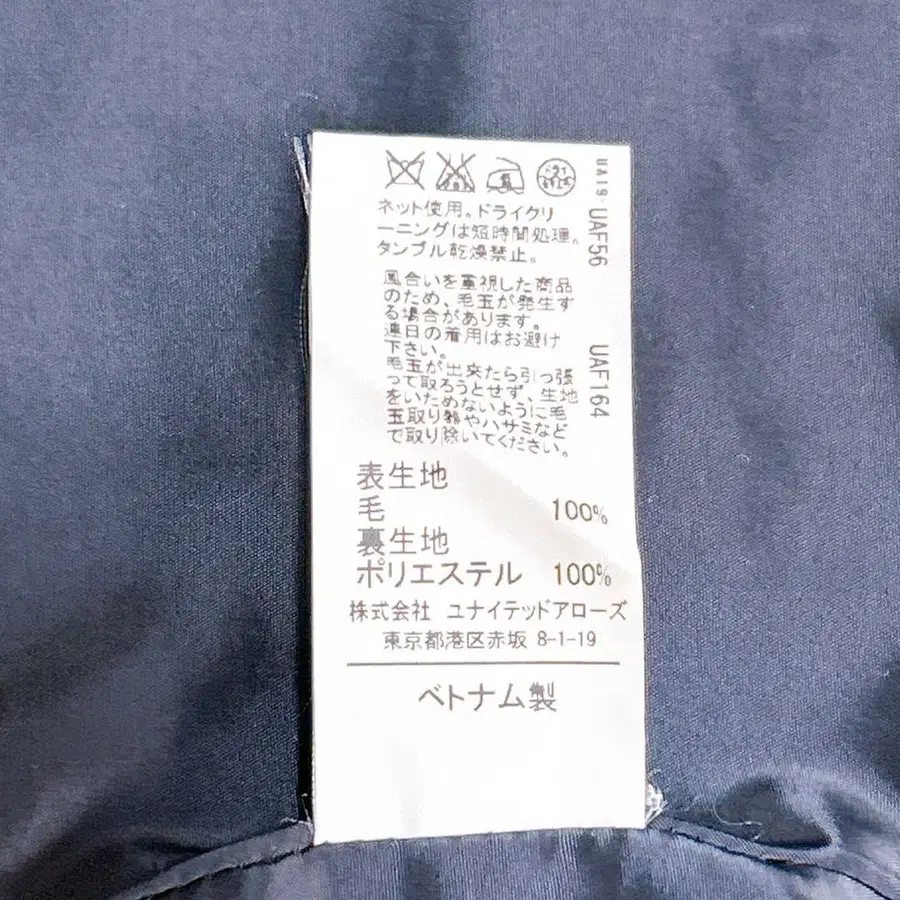 ネット使用。ドライクリ
ーニングは短時間処理。
タンブル乾燥禁止。
風合いを重視した商品
のため、毛玉が発生す
る場合があります。
連日の着用はお避け
下さい。
毛玉が出来たら引っ張
って取ろうとせず、生地
をいためないように毛
玉取り器やハサミなど
で取り除いてください。
表生地
毛 100%
裏生地
ポリエステル 100%
株式会社 ユナイテッドアローズ
東京都港区赤坂 8-1-19
ベトナム製
UA19- UAF56 UAF164